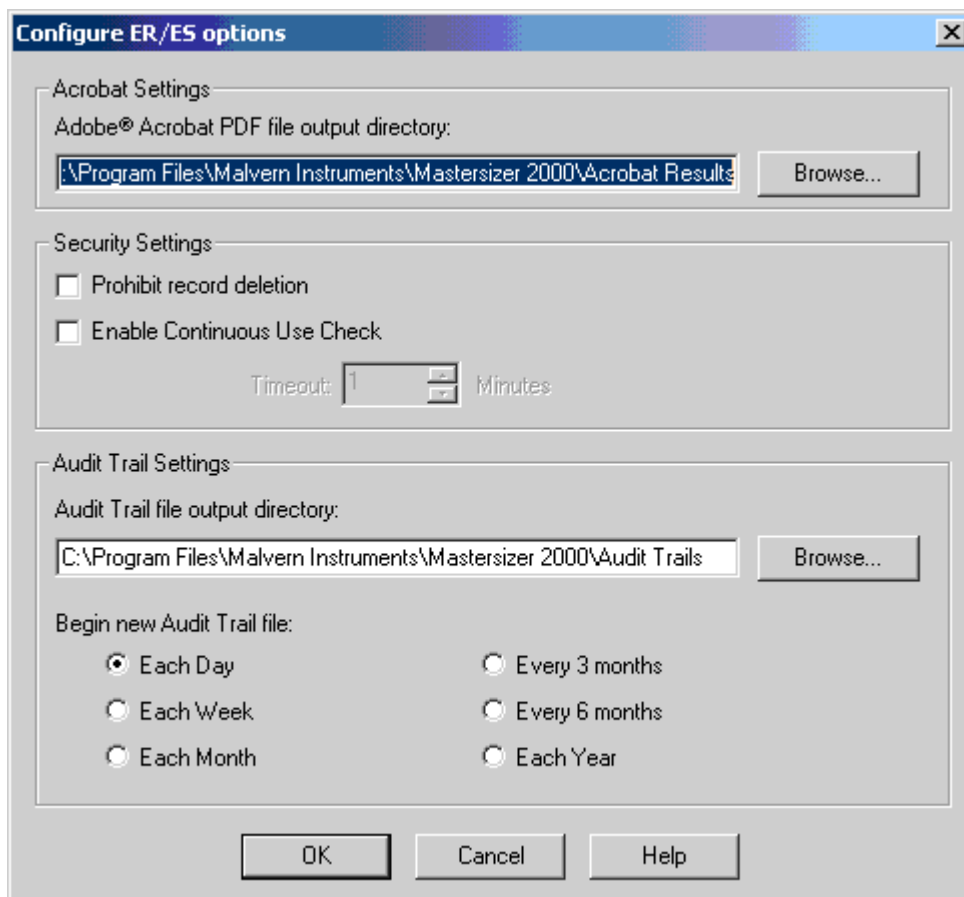 Configure ER/ES options
Acrobat Settings
Adobe® Acrobat PDF file output directory:
:\Program Files\Malvern Instruments\Mastersizer 2000\Acrobat Results
Browse...
Security Settings
Prohibit record deletion
Enable Continuous Use Check
Timeout: 1 Minutes
Audit Trail Settings
Audit Trail file output directory:
C:\Program Files\Malvern Instruments\Mastersizer 2000\Audit Trails
Browse...
Begin new Audit Trail file:
Each Day Every 3 months
Each Week Every 6 months
Each Month Each Year
OK Cancel Help